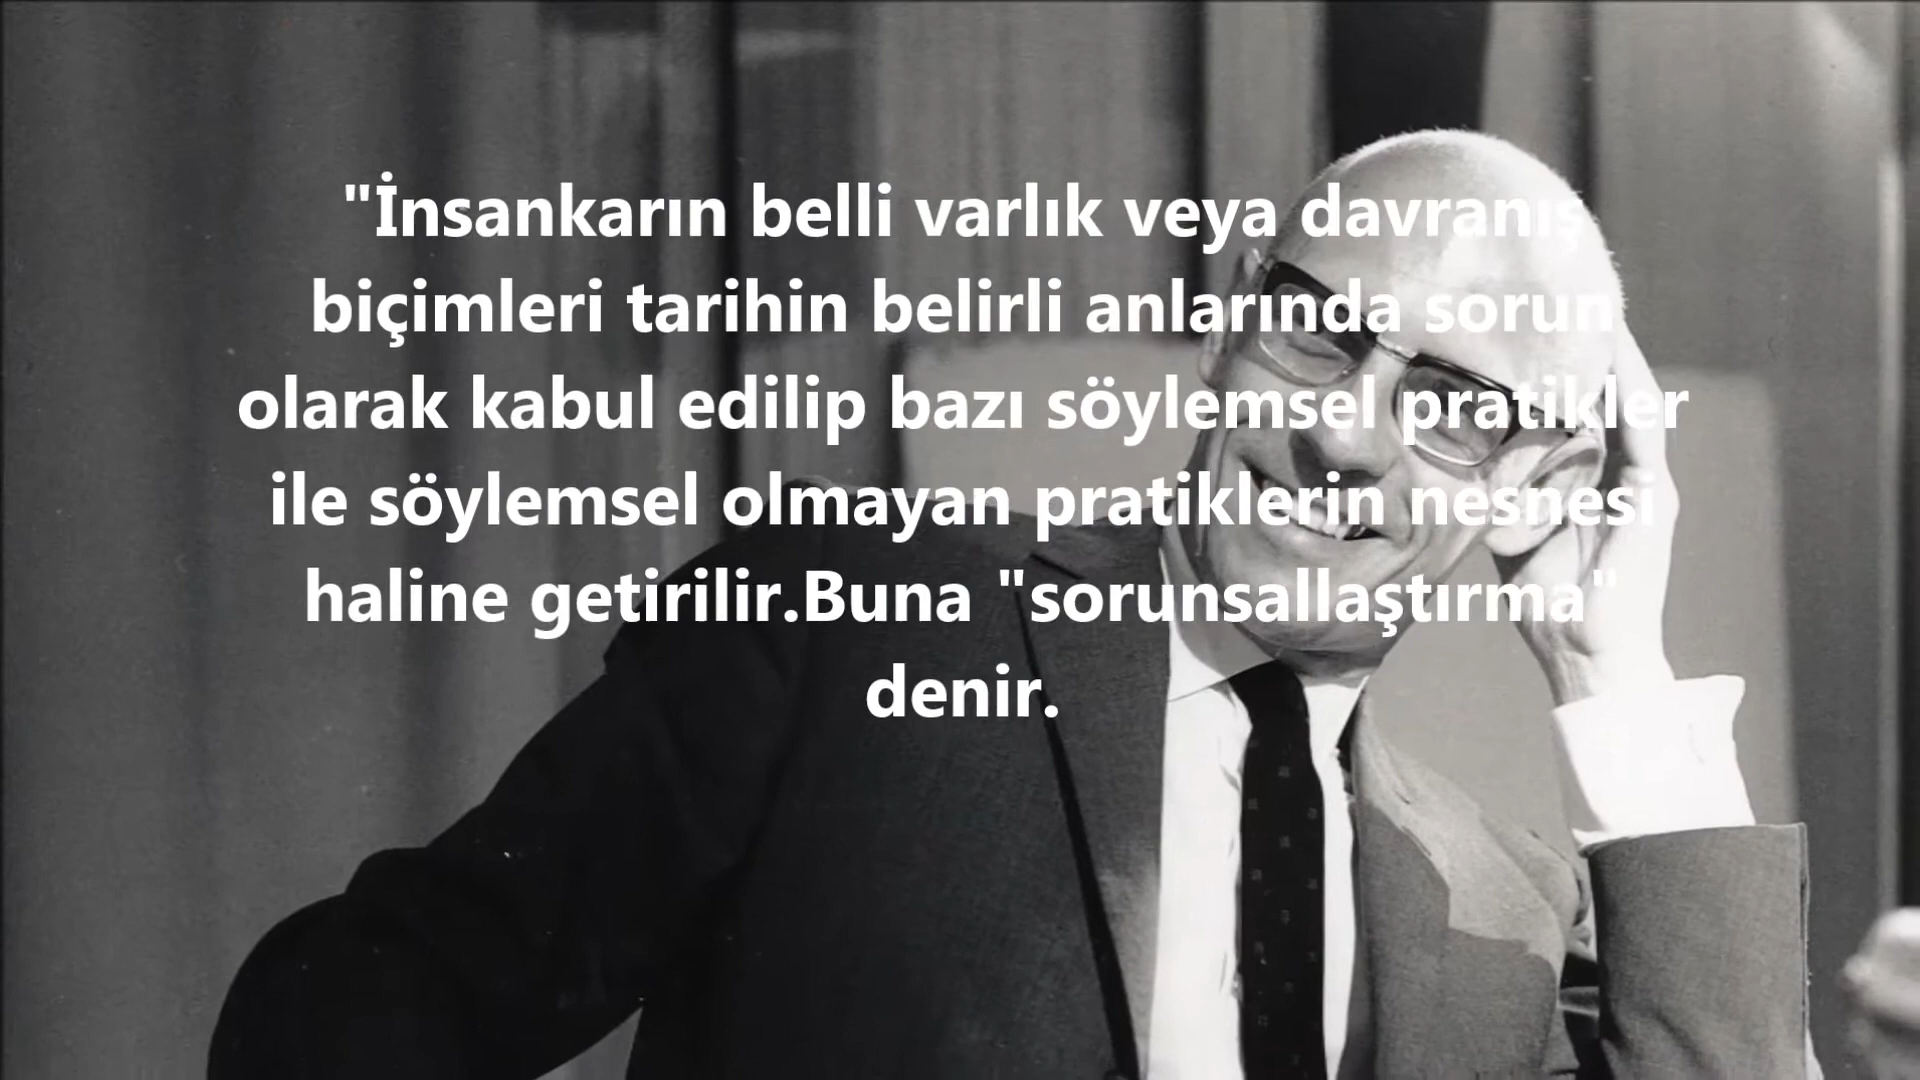 "İnsankarın belli varlık veya davranış
biçimleri tarihin belirli anlarında sorun
olarak kabul edilip bazı söylemsel pratikler
ile söylemsel olmayan pratiklerin nesnesi
haline getirilir.Buna "sorunsallaştırma"
denir.